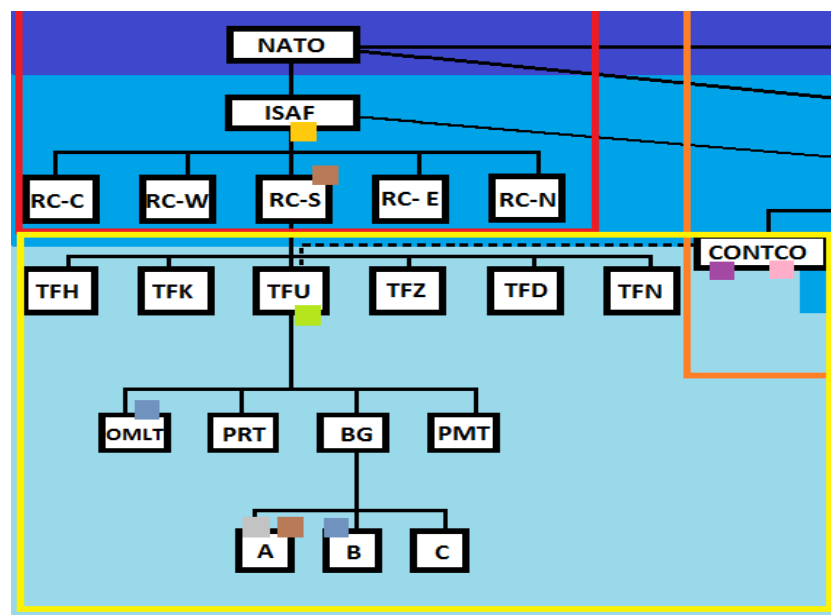 NATO
ISAF
RC-C RC-W RC-S RC- E RC-N
CONTCO
TFH TFK TFU TFZ TFD TFN
OMLT PRT BG PMT
A B C